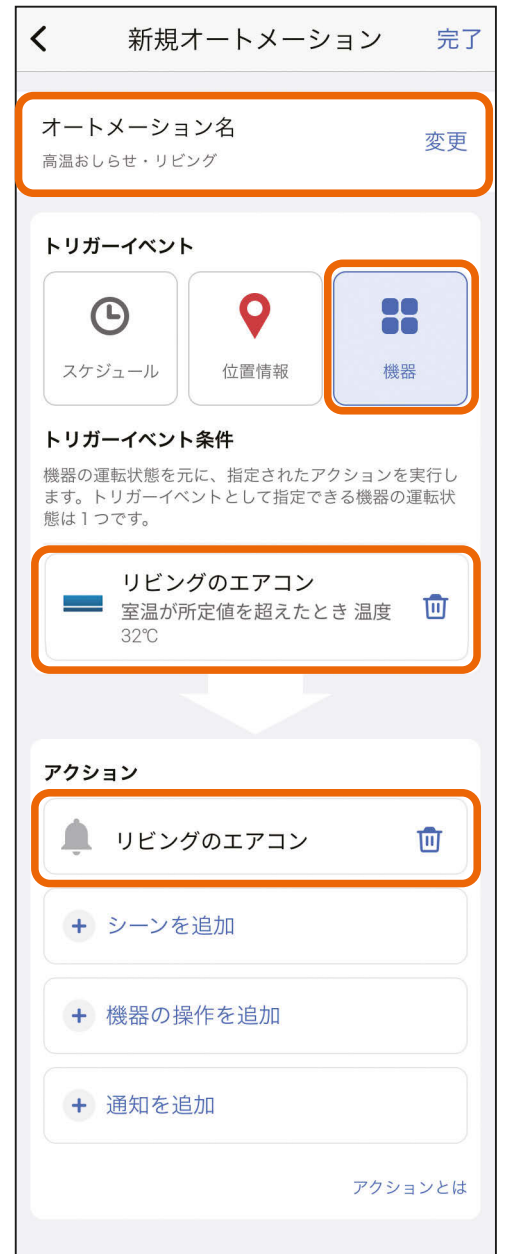 新規オートメーション 完了
オートメーション名
変更
高温おしらせ・リビング
トリガーイベント
スケジュール 位置情報 機器
トリガーイベント条件
機器の運転状態を元に、指定されたアクションを実行し
ます。トリガーイベントとして指定できる機器の運転状
態は1つです。
リビングのエアコン
室温が所定値を超えたとき 温度
32℃
アクション
リビングのエアコン
シーンを追加
機器の操作を追加
通知を追加
アクションとは